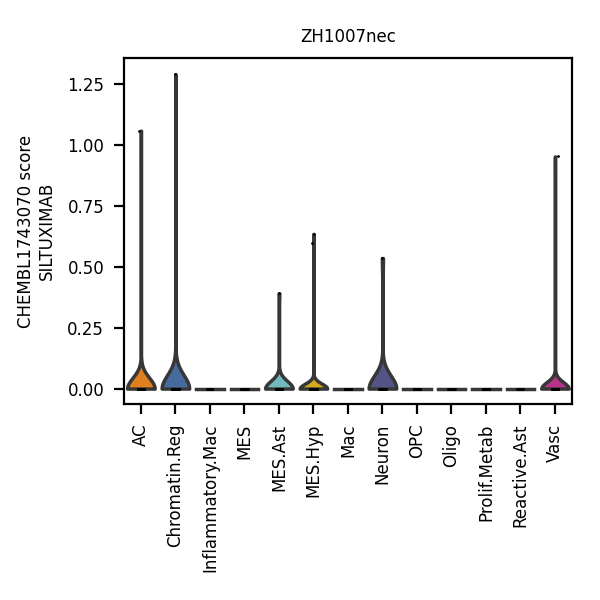 ZH1007nec
CHEMBL1743070 score
SILTUXIMAB
1.25
1.00
0.75
0.50
0.25
0.00
AC
Chromatin.Reg
Inflammatory.Mac
MES
MES.Ast
MES.Hyp
Mac
Neuron
OPC
Oligo
Prolif.Metab
Reactive.Ast
Vasc